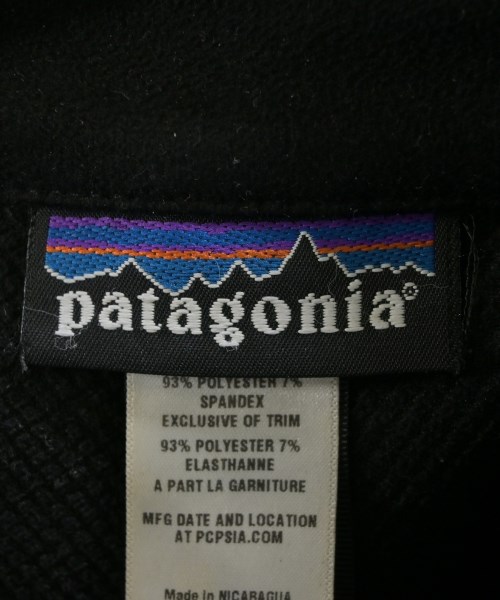 patagonia®
93% POLYESTER 7%
SPANDEX
EXCLUSIVE OF TRIM
93% POLYESTER 7%
ELASTHANNE
A PART LA GARNITURE
MFG DATE AND LOCATION
AT PCPSIA.COM
Made in NICARAGUA